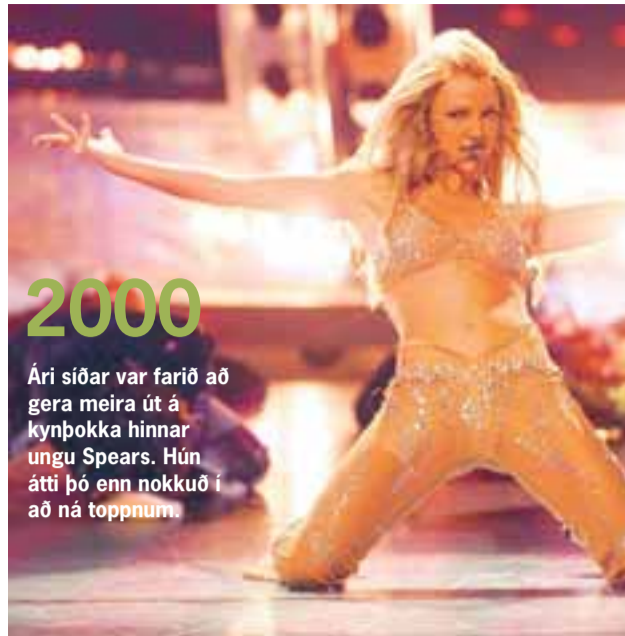 2000
Ári síðar var farið að
gera meira út á
kynþokka hinnar
ungu Spears. Hún
átti þó enn nokkuð í
að ná toppnum.